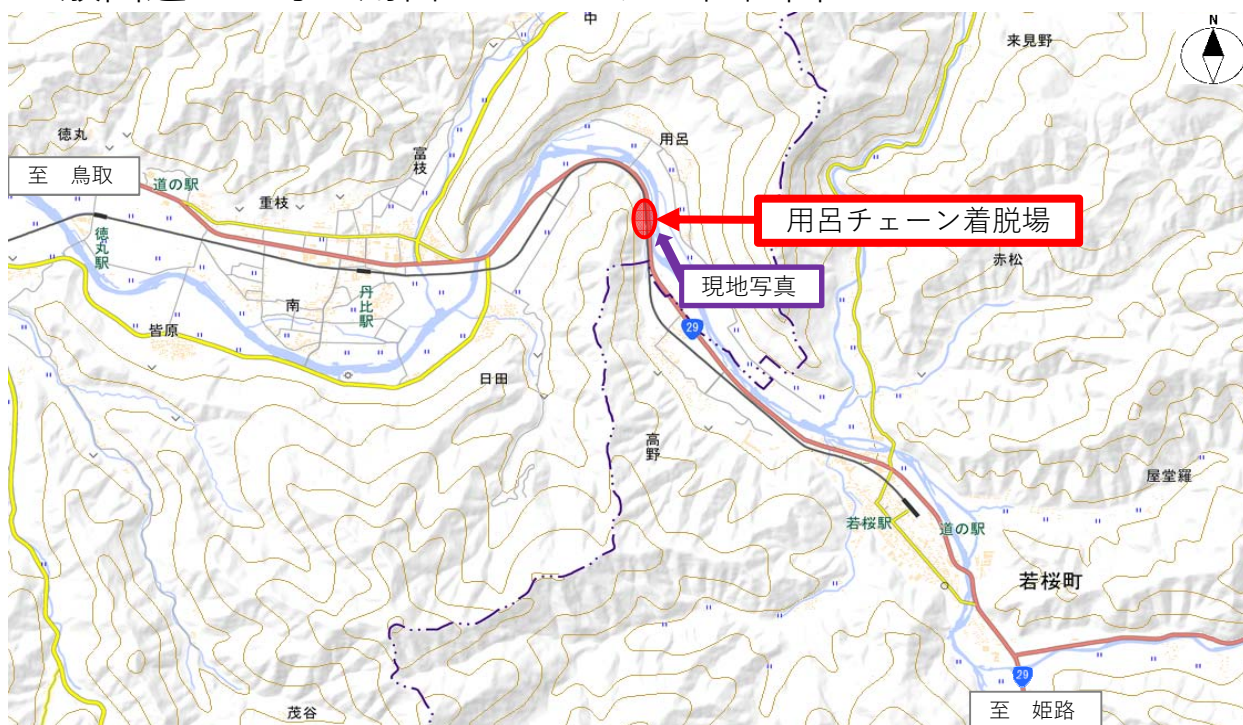 N
中
来見野
用呂
徳丸
富枝
至　鳥取
道の駅
重枝
用呂チェーン着脱場
徳丸駅
赤松
現地写真
丹比駅
南
29
皆原
日田
高野
屋堂羅
若桜駅
道の駅
若桜町
29
茂谷
至　姫路